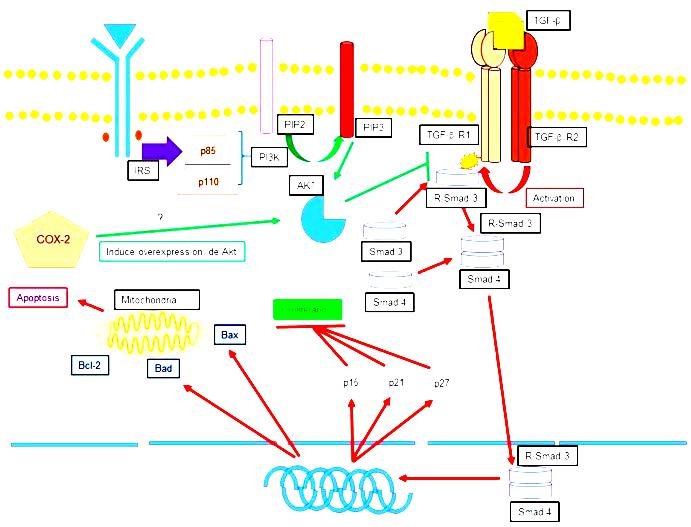 TGF-β
PIP2
PIP3
TGF-β R1
TGF-β R2
p85
p110
PI3K
IRS
AKT
R-Smad 3
Activation
?
COX-2
Induce overexpression de Akt
R-Smad 3
Smad 3
Smad 4
Smad 4
Apoptosis
Mitochondria
Bax
Bcl-2
Bad
p15
p21
p27
R-Smad 3
Smad 4